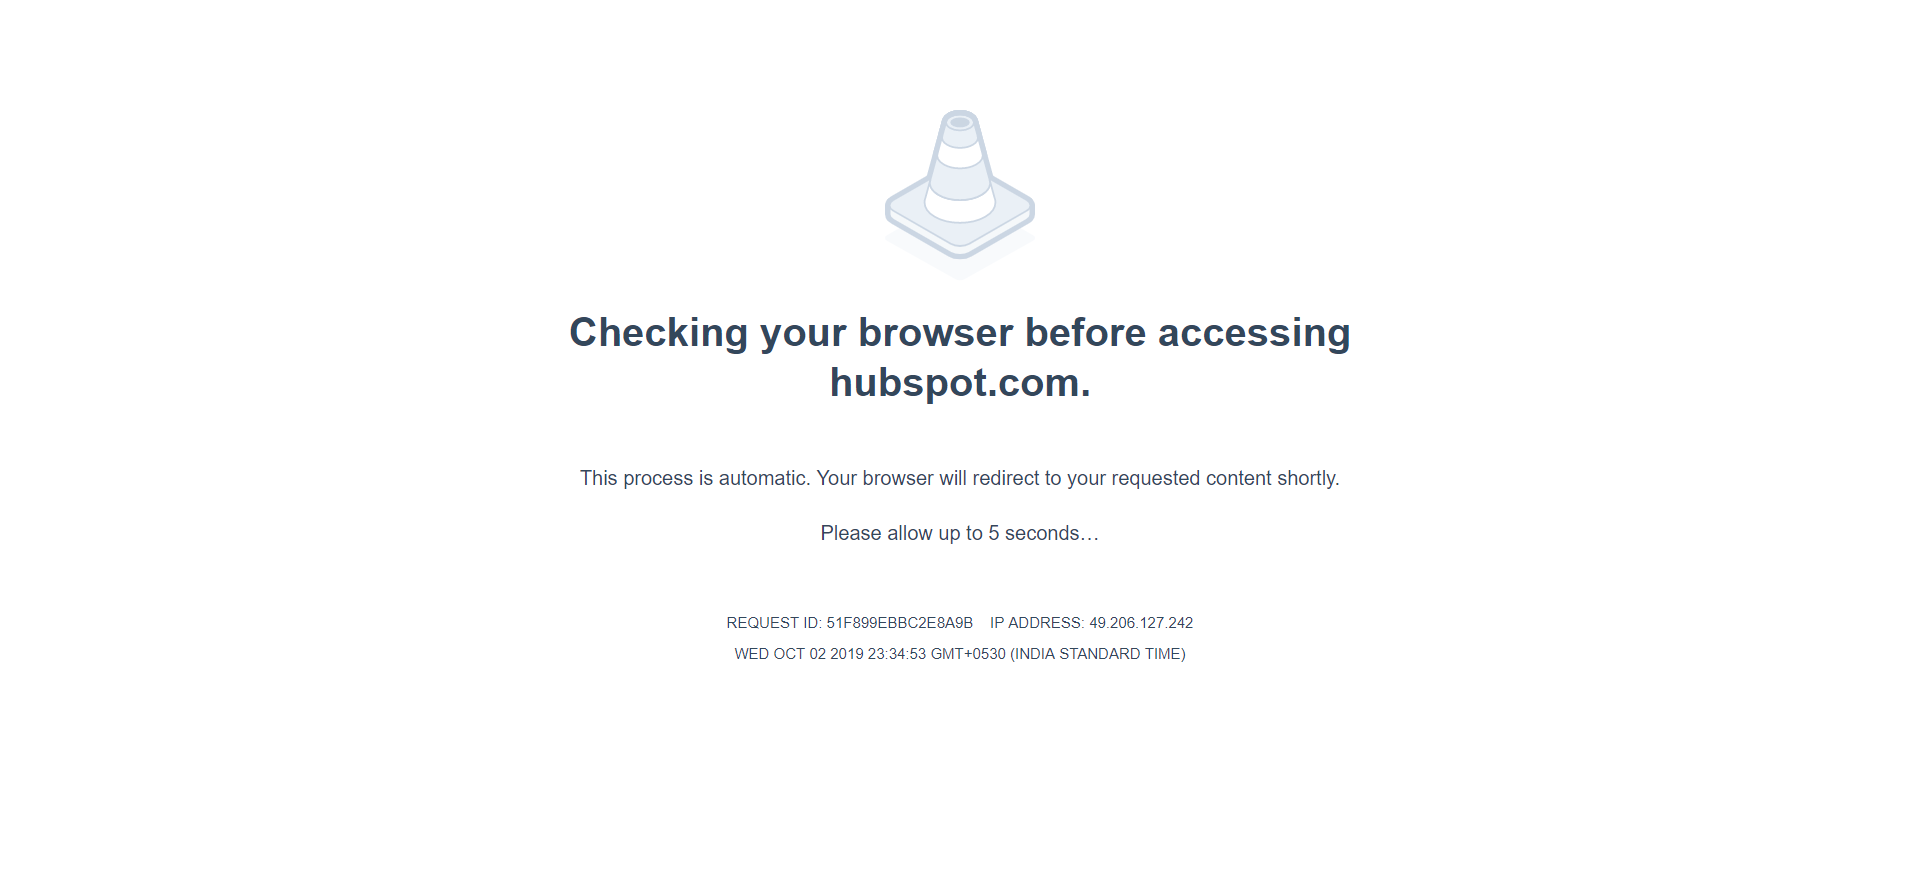 Checking your browser before accessing
hubspot.com.
This process is automatic. Your browser will redirect to your requested content shortly.
Please allow up to 5 seconds…
REQUEST ID: 51F899EBBC2E8A9B IP ADDRESS: 49.206.127.242
WED OCT 02 2019 23:34:53 GMT+0530 (INDIA STANDARD TIME)